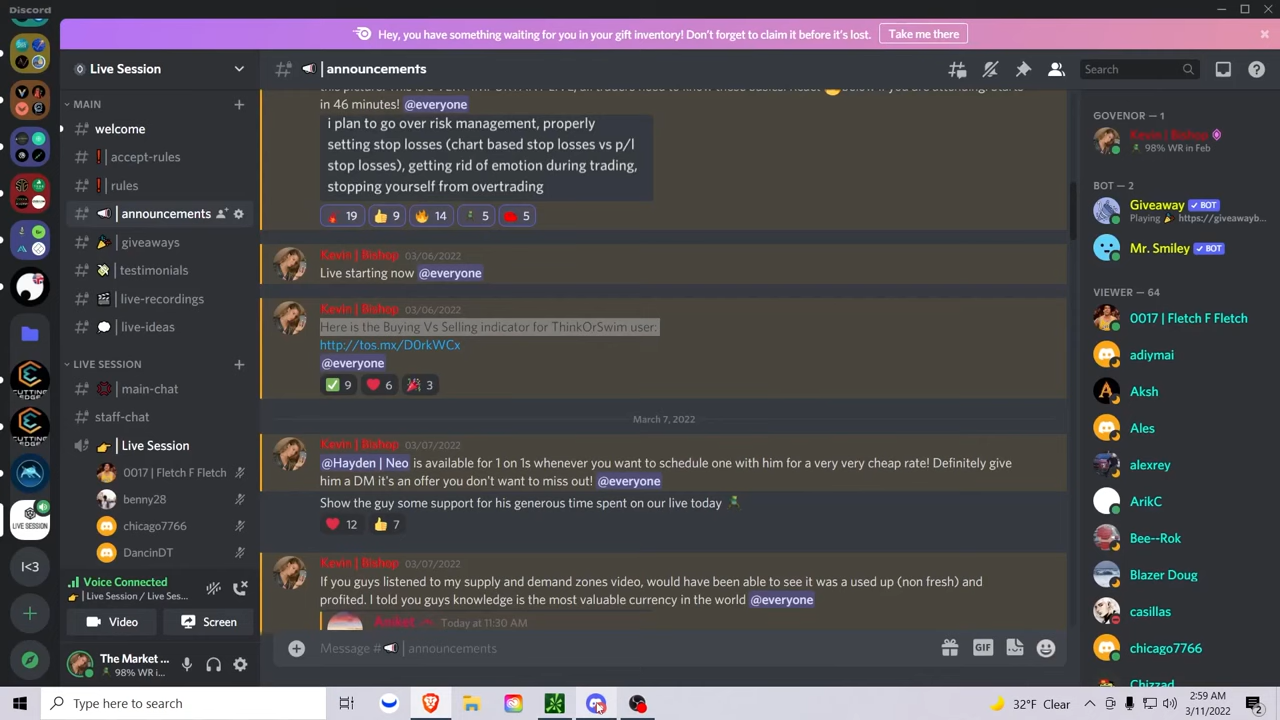 Discord
Hey, you have something waiting for you in your gift inventory! Don't forget to claim it before it's lost.
Take me there
Live Session
MAIN
welcome
accept-rules
rules
announcements
giveaways
testimonials
live-recordings
live-ideas
LIVE SESSION
main-chat
staff-chat
Live Session
0017 | Fletch F Fletch
benny28
chicago7766
DancinDT
Voice Connected
| Live Session / Live Ses...
Video
Screen
The Market ...
98% WR i...
| announcements
Search
in 46 minutes! @everyone
i plan to go over risk management, properly
setting stop losses (chart based stop losses vs p/l
stop losses), getting rid of emotion during trading,
stopping yourself from overtrading
19
9
14
5
5
Kevin | Bishop 03/06/2022
Live starting now @everyone
Kevin | Bishop 03/06/2022
Here is the Buying Vs Selling indicator for ThinkOrSwim user:
http://tos.mx/D0rkWCx
@everyone
9
6
3
March 7, 2022
Kevin | Bishop 03/07/2022
@Hayden | Neo is available for 1 on 1s whenever you want to schedule one with him for a very very cheap rate! Definitely give
him a DM it's an offer you don't want to miss out! @everyone
Show the guy some support for his generous time spent on our live today
12
7
Kevin | Bishop 03/07/2022
If you guys listened to my supply and demand zones video, would have been able to see it was a used up (non fresh) and
profited. I told you guys knowledge is the most valuable currency in the world @everyone
Today at 11:30 AM
Message # | announcements
GIF
GOVENOR — 1
Kevin | Bishop
98% WR in Feb
BOT — 2
Giveaway BOT
Playing https://giveawayb...
Mr. Smiley BOT
VIEWER — 64
0017 | Fletch F Fletch
adiymai
Aksh
Ales
alexrey
ArikC
Bee--Rok
Blazer Doug
casillas
chicago7766
Chizzad
CUTTING EDGE
CUTTING EDGE
LIVE SESSION
I<3
Type here to search
32°F Clear
2:59 AM
3/11/2022
2